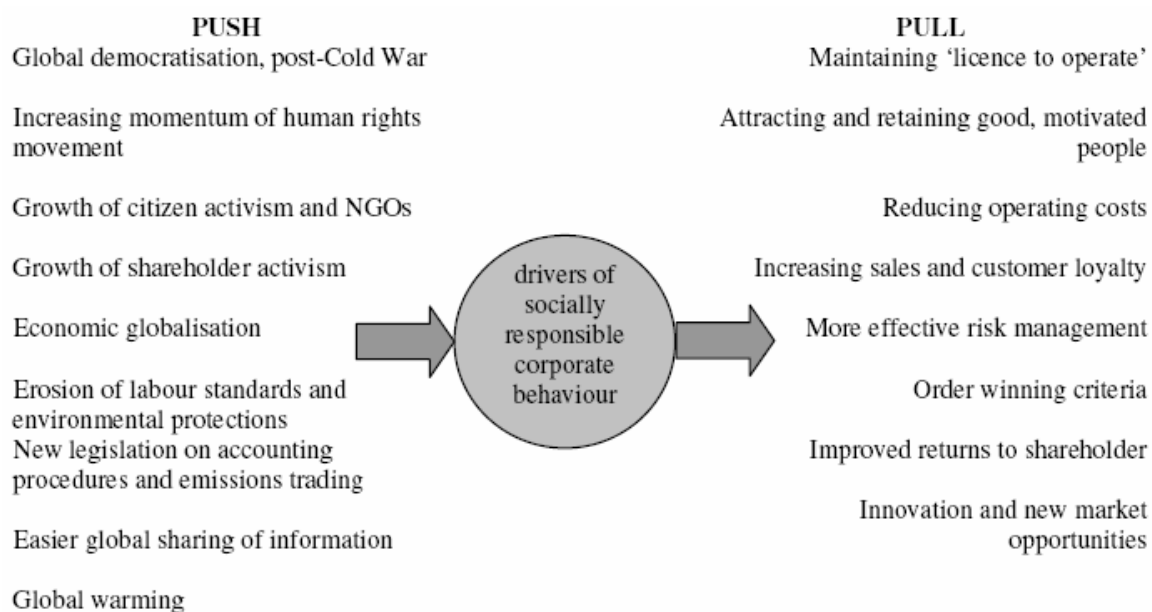 PUSH
Global democratisation, post-Cold War
Increasing momentum of human rights
movement
Growth of citizen activism and NGOs
Growth of shareholder activism
Economic globalisation
Erosion of labour standards and
environmental protections
New legislation on accounting
procedures and emissions trading
Easier global sharing of information
Global warming
drivers of
socially
responsible
corporate
behaviour
PULL
Maintaining ‘licence to operate’
Attracting and retaining good, motivated
people
Reducing operating costs
Increasing sales and customer loyalty
More effective risk management
Order winning criteria
Improved returns to shareholder
Innovation and new market
opportunities